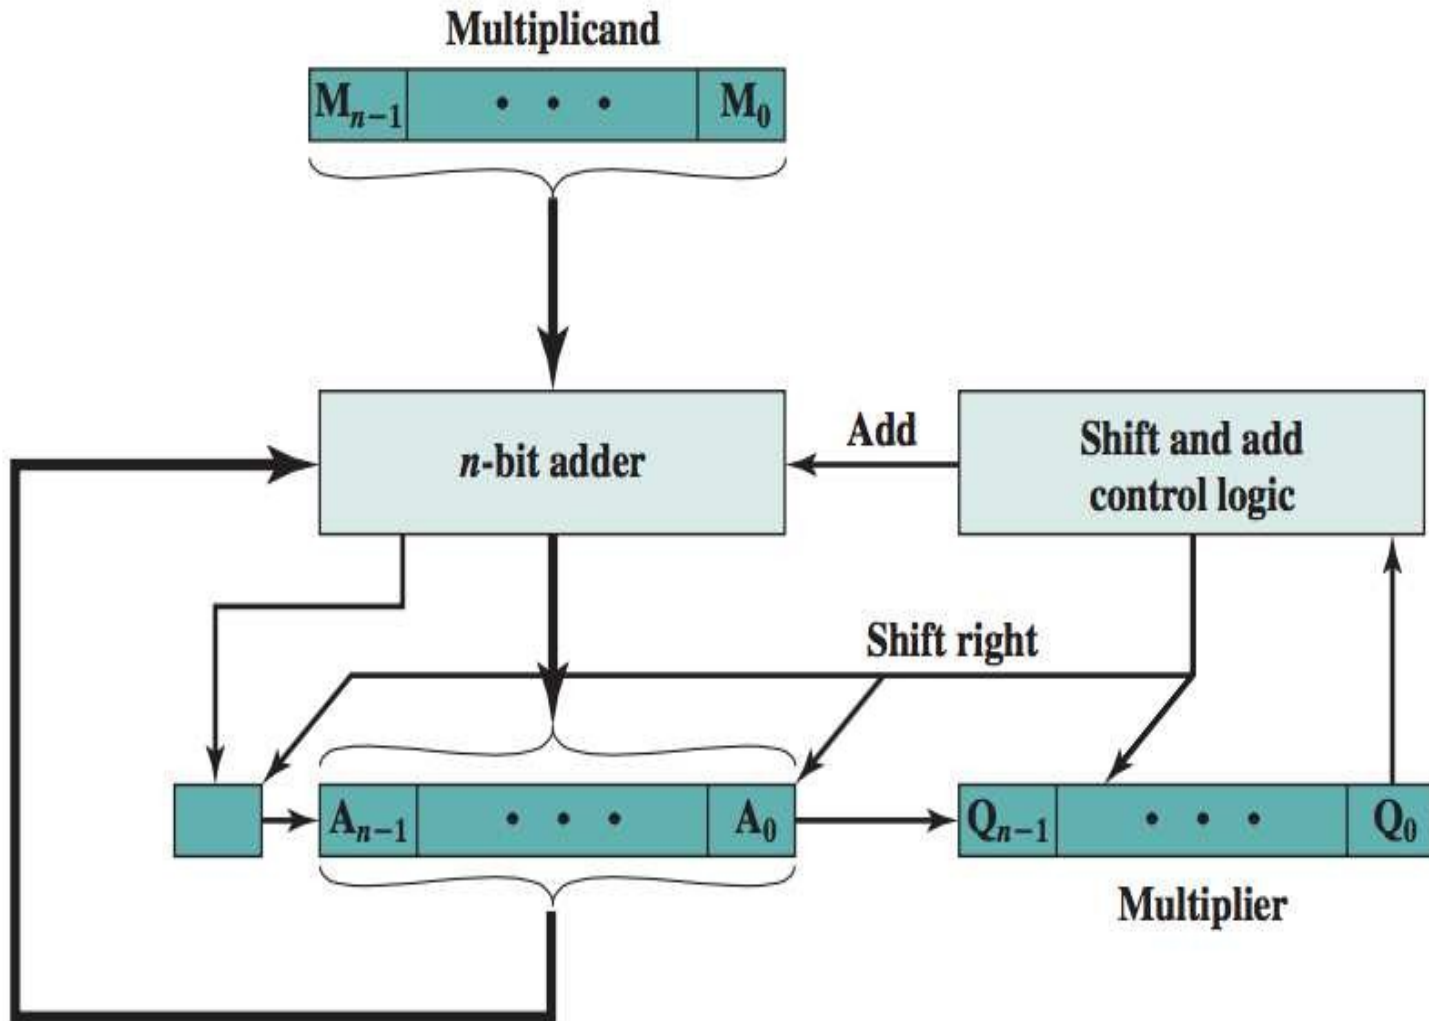 Multiplicand
Mn−1 • • • M0
n-bit adder
Add
Shift and add
control logic
Shift right
An−1 • • • A0
Qn−1 • • • Q0
Multiplier